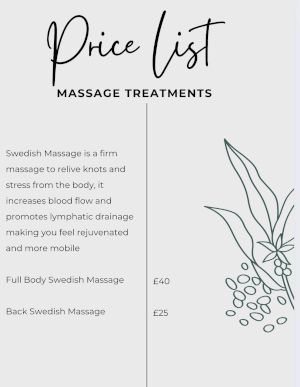 Price List
MASSAGE TREATMENTS
Swedish Massage is a firm
massage to relive knots and
stress from the body, it
increases blood flow and
promotes lymphatic drainage
making you feel rejuvenated
and more mobile
Full Body Swedish Massage £40
Back Swedish Massage £25